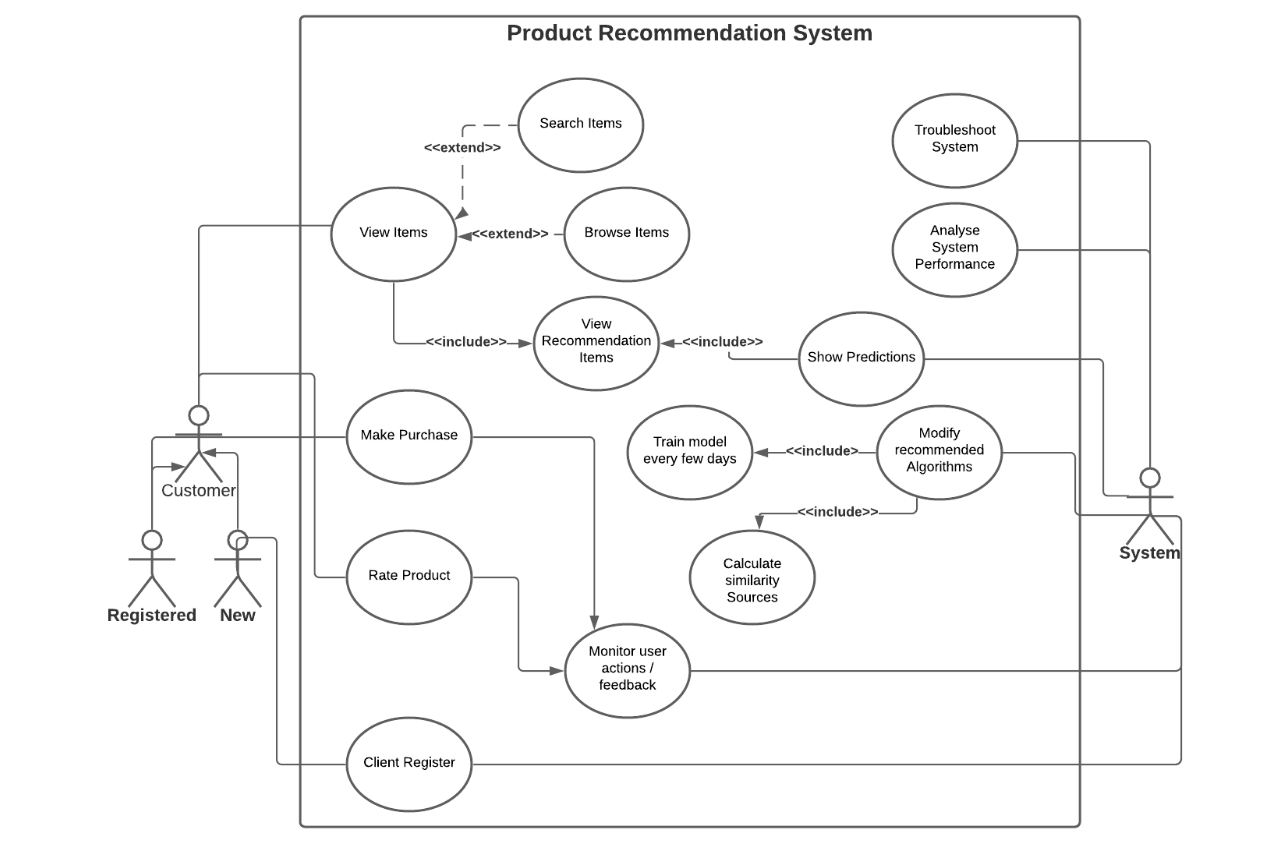 Product Recommendation System
Search Items
<<extend>>
Troubleshoot
System
View Items
<<extend>>
Browse Items
Analyse
System
Performance
<<include>>
View
Recommendation
Items
<<include>>
Show Predictions
Make Purchase
Train model
every few days
<<include>
Modify
recommended
Algorithms
Customer
<<include>>
System
Rate Product
Calculate
similarity
Sources
Registered
New
Monitor user
actions /
feedback
Client Register